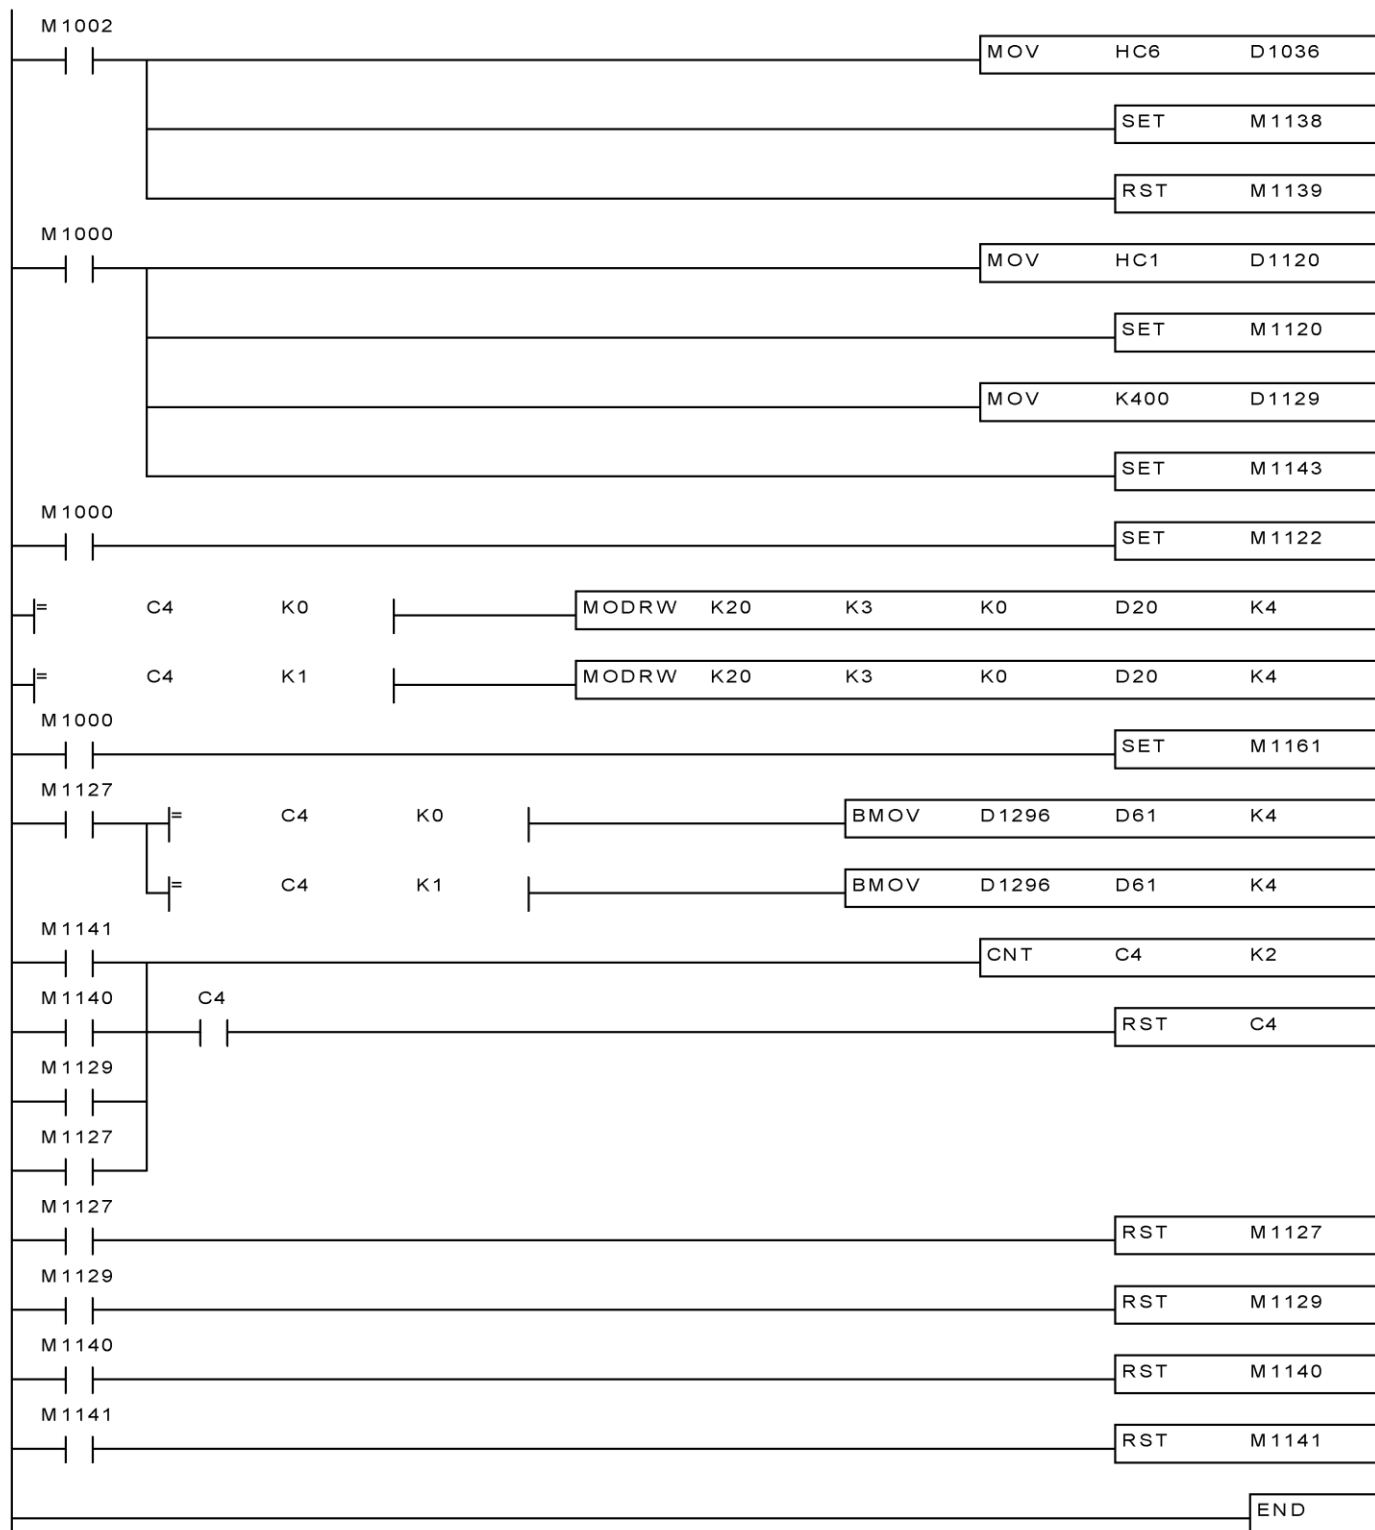 M1002
MOV HC6 D1036
SET M1138
RST M1139
M1000
MOV HC1 D1120
SET M1120
MOV K400 D1129
SET M1143
M1000
SET M1122
= C4 K0 MODRW K20 K3 K0 D20 K4
= C4 K1 MODRW K20 K3 K0 D20 K4
M1000
SET M1161
M1127
= C4 K0 BMOV D1296 D61 K4
= C4 K1 BMOV D1296 D61 K4
M1141
CNT C4 K2
M1140 C4
RST C4
M1129
M1127
M1127
RST M1127
M1129
RST M1129
M1140
RST M1140
M1141
RST M1141
END